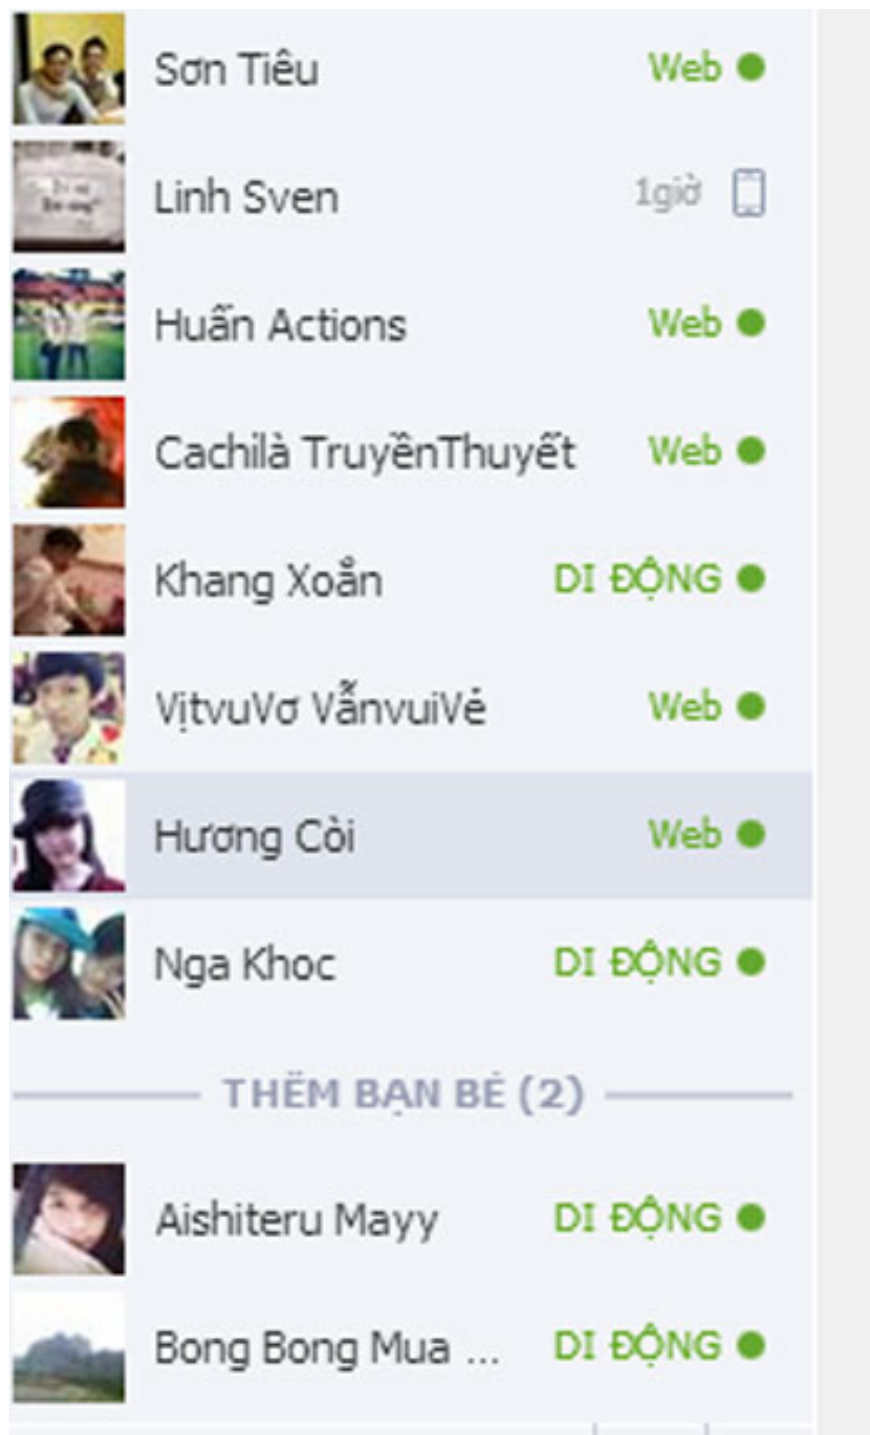 Sơn Tiêu Web
Linh Sven 1giờ
Huấn Actions Web
Cachilà TruyềnThuyết Web
Khang Xoắn DI ĐỘNG
VịtvuVơ VẫnvuiVẻ Web
Hương Còi Web
Nga Khoc DI ĐỘNG
THÊM BẠN BÈ (2)
Aishiteru Mayy DI ĐỘNG
Bong Bong Mua ... DI ĐỘNG